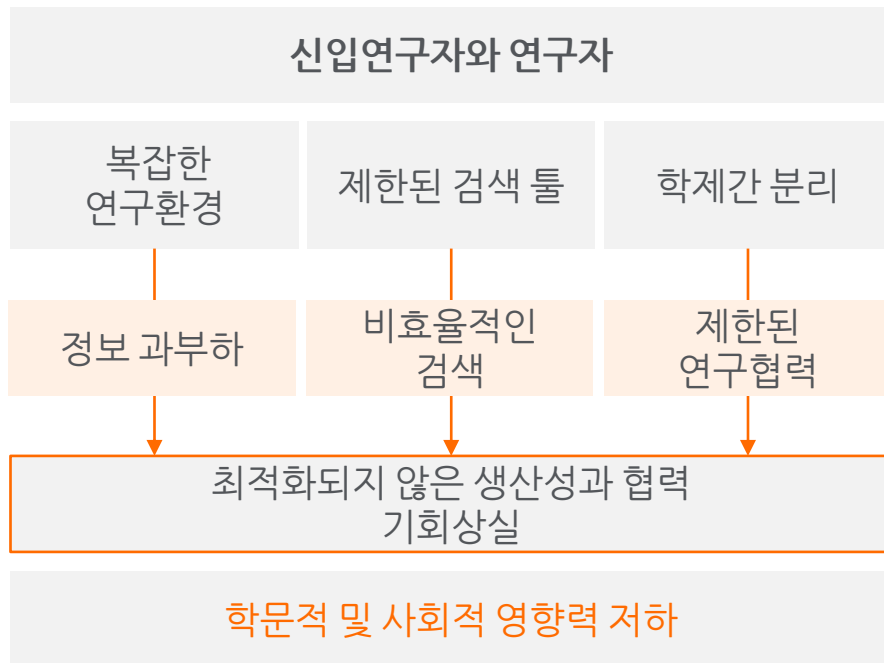 신입연구자와 연구자
복잡한
연구환경
제한된 검색 툴
학제간 분리
정보 과부하
비효율적인
검색
제한된
연구협력
최적화되지 않은 생산성과 협력
기회상실
학문적 및 사회적 영향력 저하